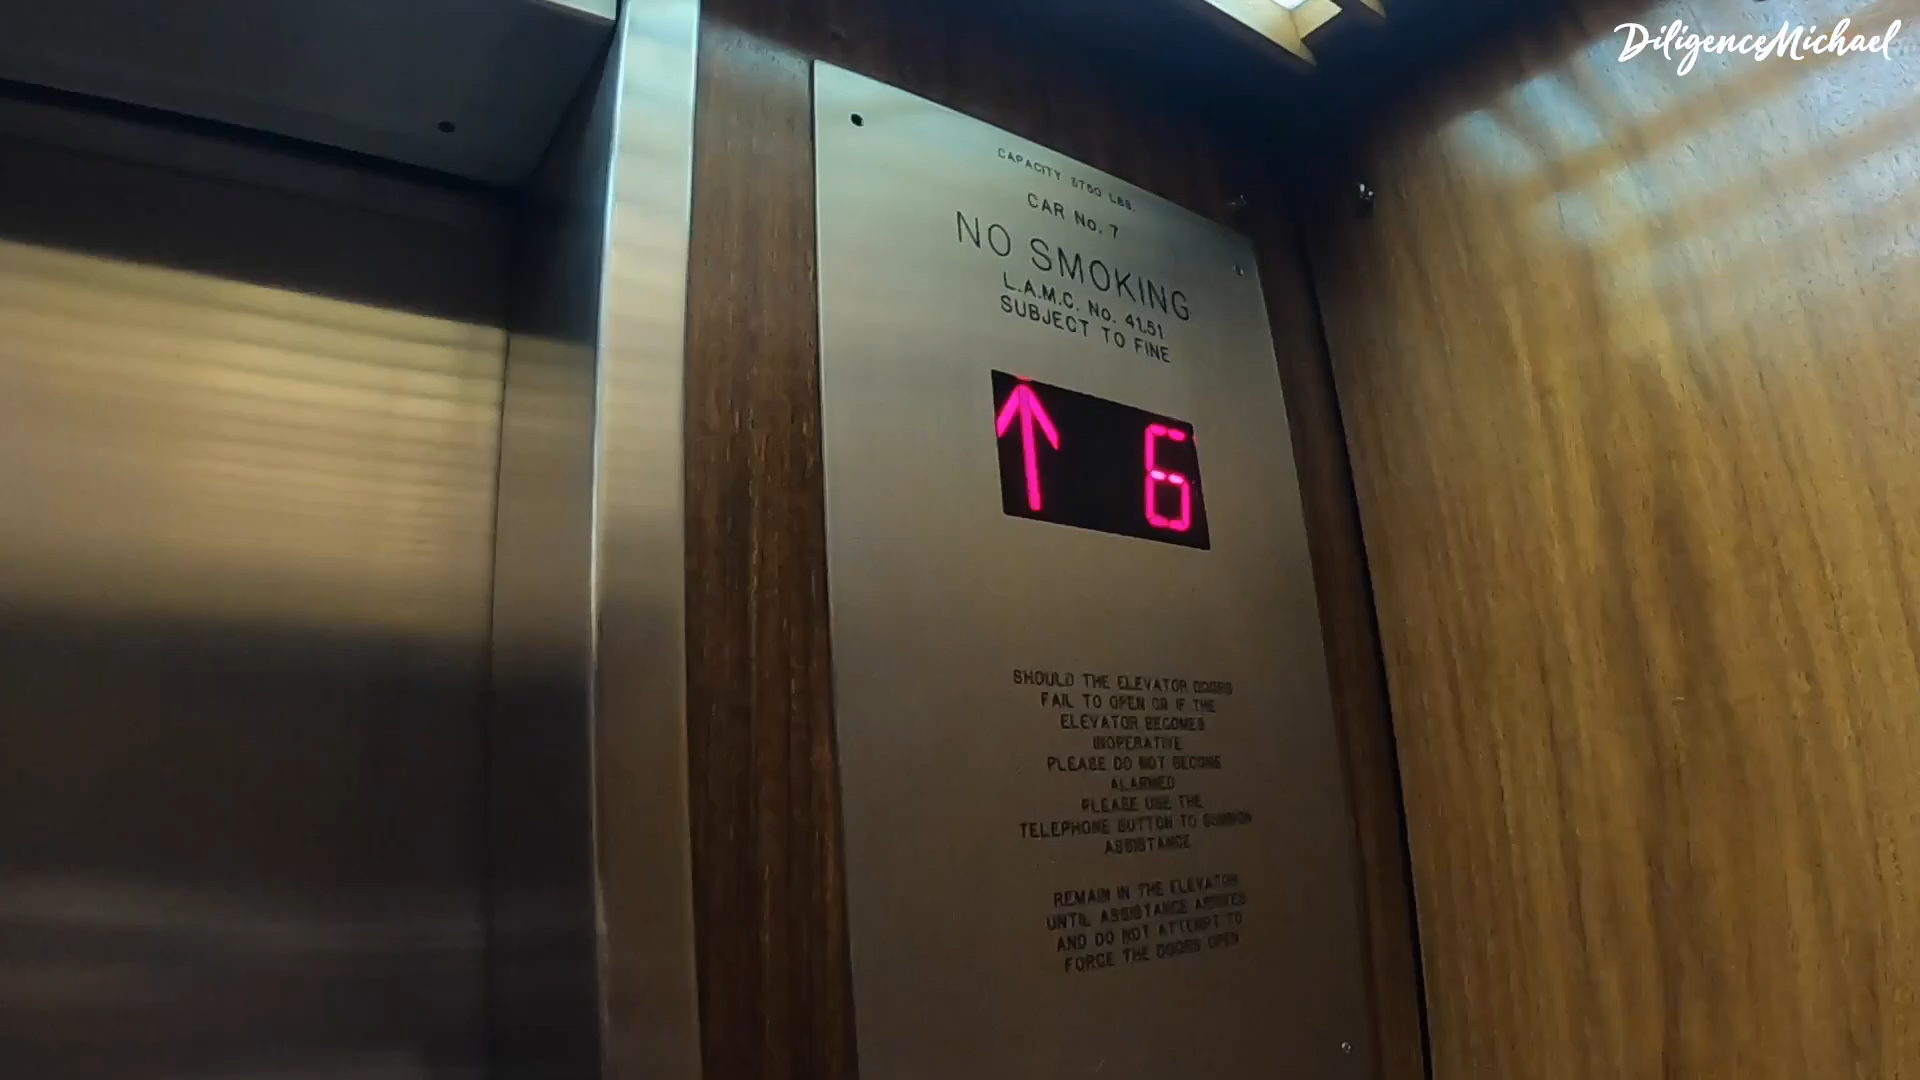 DiligenceMichael
CAPACITY 3750 LBS.
CAR No. 7
NO SMOKING
L.A.M.C. No. 41.51
SUBJECT TO FINE
↑ 6
SHOULD THE ELEVATOR DOORS
FAIL TO OPEN OR IF THE
ELEVATOR BECOMES
INOPERATIVE
PLEASE DO NOT BECOME
ALARMED
PLEASE USE THE
TELEPHONE BUTTON TO SUMMON
ASSISTANCE
REMAIN IN THE ELEVATOR
UNTIL ASSISTANCE ARRIVES
AND DO NOT ATTEMPT TO
FORCE THE DOORS OPEN